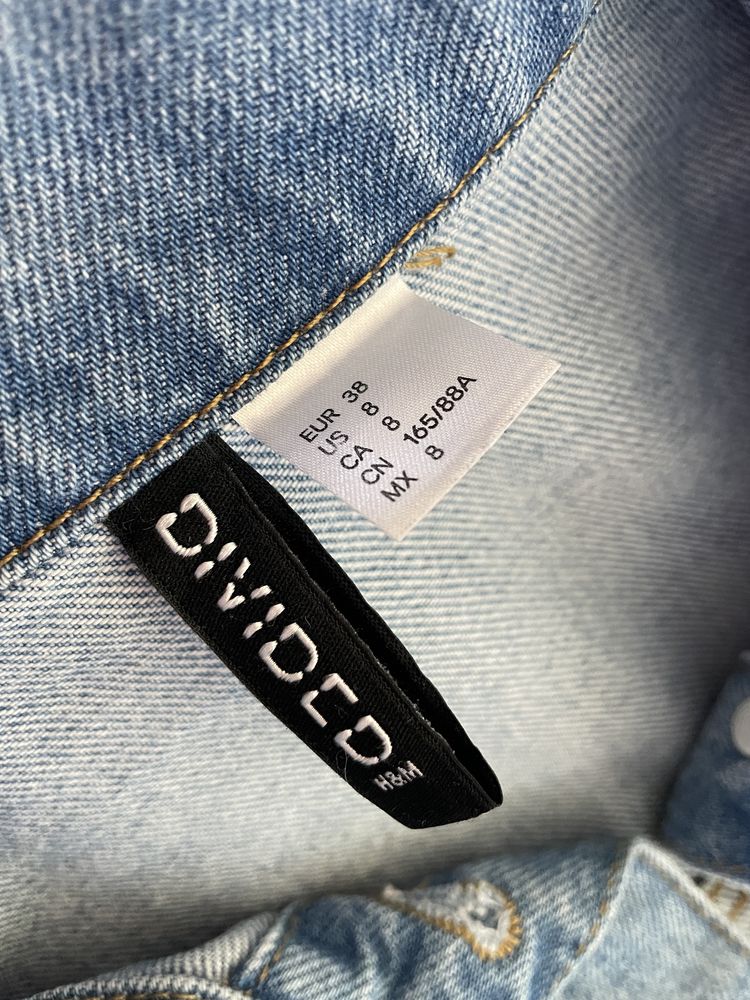 EUR 38
US 8
CA 8
CN 165/88A
MX 8
DIVIDED
H&M